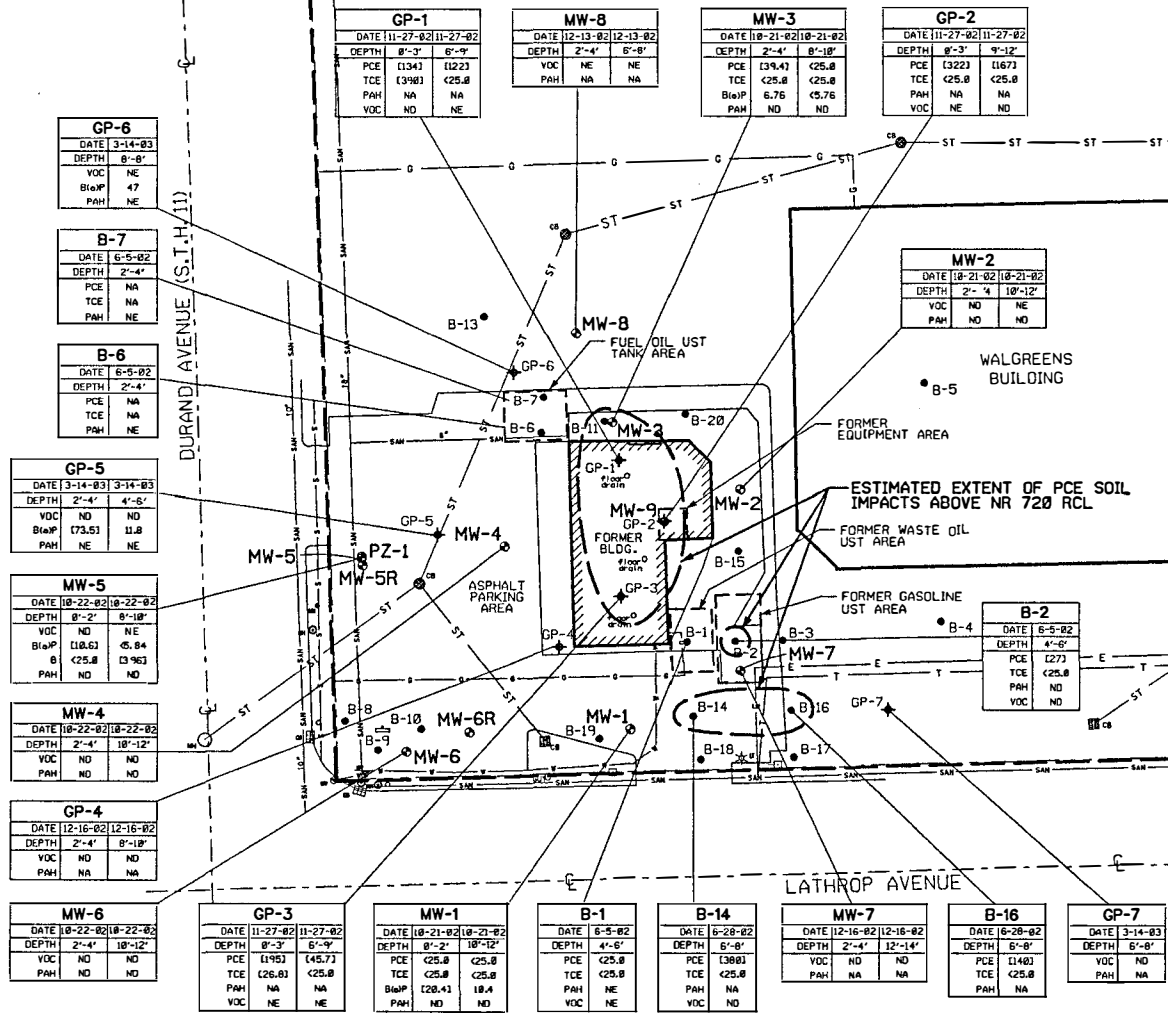 GP-1
DATE 11-27-02 11-27-02
DEPTH 0'-3' 6'-9'
PCE [134] [122]
TCE [390] <25.0
PAH NA NA
VOC ND NE
MW-8
DATE 12-13-02 12-13-02
DEPTH 2'-4' 6'-8'
VOC NE NE
PAH NA NA
MW-3
DATE 10-21-02 10-21-02
DEPTH 2'-4' 8'-10'
PCE [39.4] <25.0
TCE <25.0 <25.0
B(a)P 6.76 <5.76
PAH ND ND
GP-2
DATE 11-27-02 11-27-02
DEPTH 0'-3' 9'-12'
PCE [322] [167]
TCE <25.0 <25.0
PAH NA NA
VOC NE ND
GP-6
DATE 3-14-03
DEPTH 8'-8'
VOC NE
B(a)P 47
PAH NE
B-7
DATE 6-5-02
DEPTH 2'-4'
PCE NA
TCE NA
PAH NE
B-6
DATE 6-5-02
DEPTH 2'-4'
PCE NA
TCE NA
PAH NE
GP-5
DATE 3-14-03 3-14-03
DEPTH 2'-4' 4'-6'
VOC ND ND
B(a)P [73.5] 11.8
PAH NE NE
MW-5
DATE 10-22-02 10-22-02
DEPTH 0'-2' 8'-10'
VOC ND NE
B(a)P [10.6] <5.84
B <25.0 [396]
PAH ND ND
MW-4
DATE 10-22-02 10-22-02
DEPTH 2'-4' 10'-12'
VOC ND ND
PAH ND ND
GP-4
DATE 12-16-02 12-16-02
DEPTH 2'-4' 8'-10'
VOC ND ND
PAH NA NA
MW-6
DATE 10-22-02 10-22-02
DEPTH 2'-4' 10'-12'
VOC ND ND
PAH ND ND
GP-3
DATE 11-27-02 11-27-02
DEPTH 0'-3' 6'-9'
PCE [195] [45.7]
TCE [26.8] <25.0
PAH NA NA
VOC NE NE
MW-1
DATE 10-21-02 10-21-02
DEPTH 0'-2' 10'-12'
PCE <25.0 <25.0
TCE <25.0 <25.0
B(a)P [20.4] 10.4
PAH ND ND
B-1
DATE 6-5-02
DEPTH 4'-6'
PCE <25.0
TCE <25.0
PAH NE
VOC NE
B-14
DATE 6-28-02
DEPTH 6'-8'
PCE [380]
TCE <25.0
PAH NA
VOC ND
MW-7
DATE 12-16-02 12-16-02
DEPTH 2'-4' 12'-14'
VOC ND ND
PAH NA NA
B-16
DATE 6-28-02
DEPTH 6'-8'
PCE [140]
TCE <25.0
PAH NA
GP-7
DATE 3-14-03
DEPTH 6'-8'
VOC ND
PAH NA
B-2
DATE 6-5-02
DEPTH 4'-6'
PCE [27]
TCE <25.0
PAH ND
VOC ND
MW-2
DATE 10-21-02 10-21-02
DEPTH 2'-'4 10'-12'
VOC ND NE
PAH ND ND
DURAND AVENUE (S.T.H. 11)
LATHROP AVENUE
WALGREENS
BUILDING
FUEL OIL UST
TANK AREA
FORMER
EQUIPMENT AREA
ESTIMATED EXTENT OF PCE SOIL
IMPACTS ABOVE NR 720 RCL
FORMER WASTE OIL
UST AREA
FORMER GASOLINE
UST AREA
ASPHALT
PARKING
AREA
FORMER
BLDG.
floor
drain
floor
drain
floor
drain
B-13
MW-8
GP-6
B-7
B-6
B-11
MW-3
B-20
B-5
GP-1
MW-2
MW-9
GP-2
GP-5
MW-4
MW-5
PZ-1
MW-5R
B-15
GP-3
GP-4
B-1
B-2
B-3
B-4
MW-7
B-8
B-10
B-9
MW-6R
MW-6
B-19
MW-1
B-14
B-16
GP-7
B-18
B-17
CB
CB
CB
CB
CB
MH
ST ST ST ST
ST
ST
G G G G G
SAN
SAN
SAN
E E E
T T